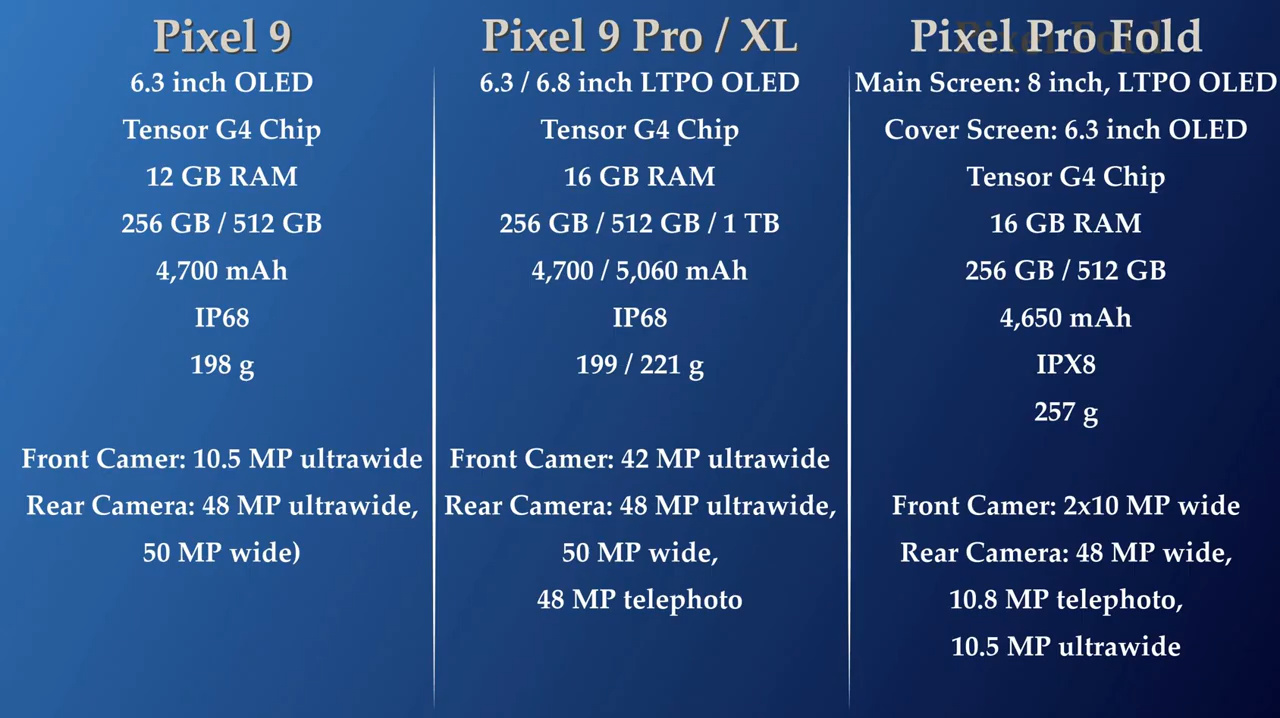 Pixel 9
6.3 inch OLED
Tensor G4 Chip
12 GB RAM
256 GB / 512 GB
4,700 mAh
IP68
198 g
Front Camer: 10.5 MP ultrawide
Rear Camera: 48 MP ultrawide,
50 MP wide)
Pixel 9 Pro / XL
6.3 / 6.8 inch LTPO OLED
Tensor G4 Chip
16 GB RAM
256 GB / 512 GB / 1 TB
4,700 / 5,060 mAh
IP68
199 / 221 g
Front Camer: 42 MP ultrawide
Rear Camera: 48 MP ultrawide,
50 MP wide,
48 MP telephoto
Pixel Pro Fold
Main Screen: 8 inch, LTPO OLED
Cover Screen: 6.3 inch OLED
Tensor G4 Chip
16 GB RAM
256 GB / 512 GB
4,650 mAh
IPX8
257 g
Front Camer: 2x10 MP wide
Rear Camera: 48 MP wide,
10.8 MP telephoto,
10.5 MP ultrawide